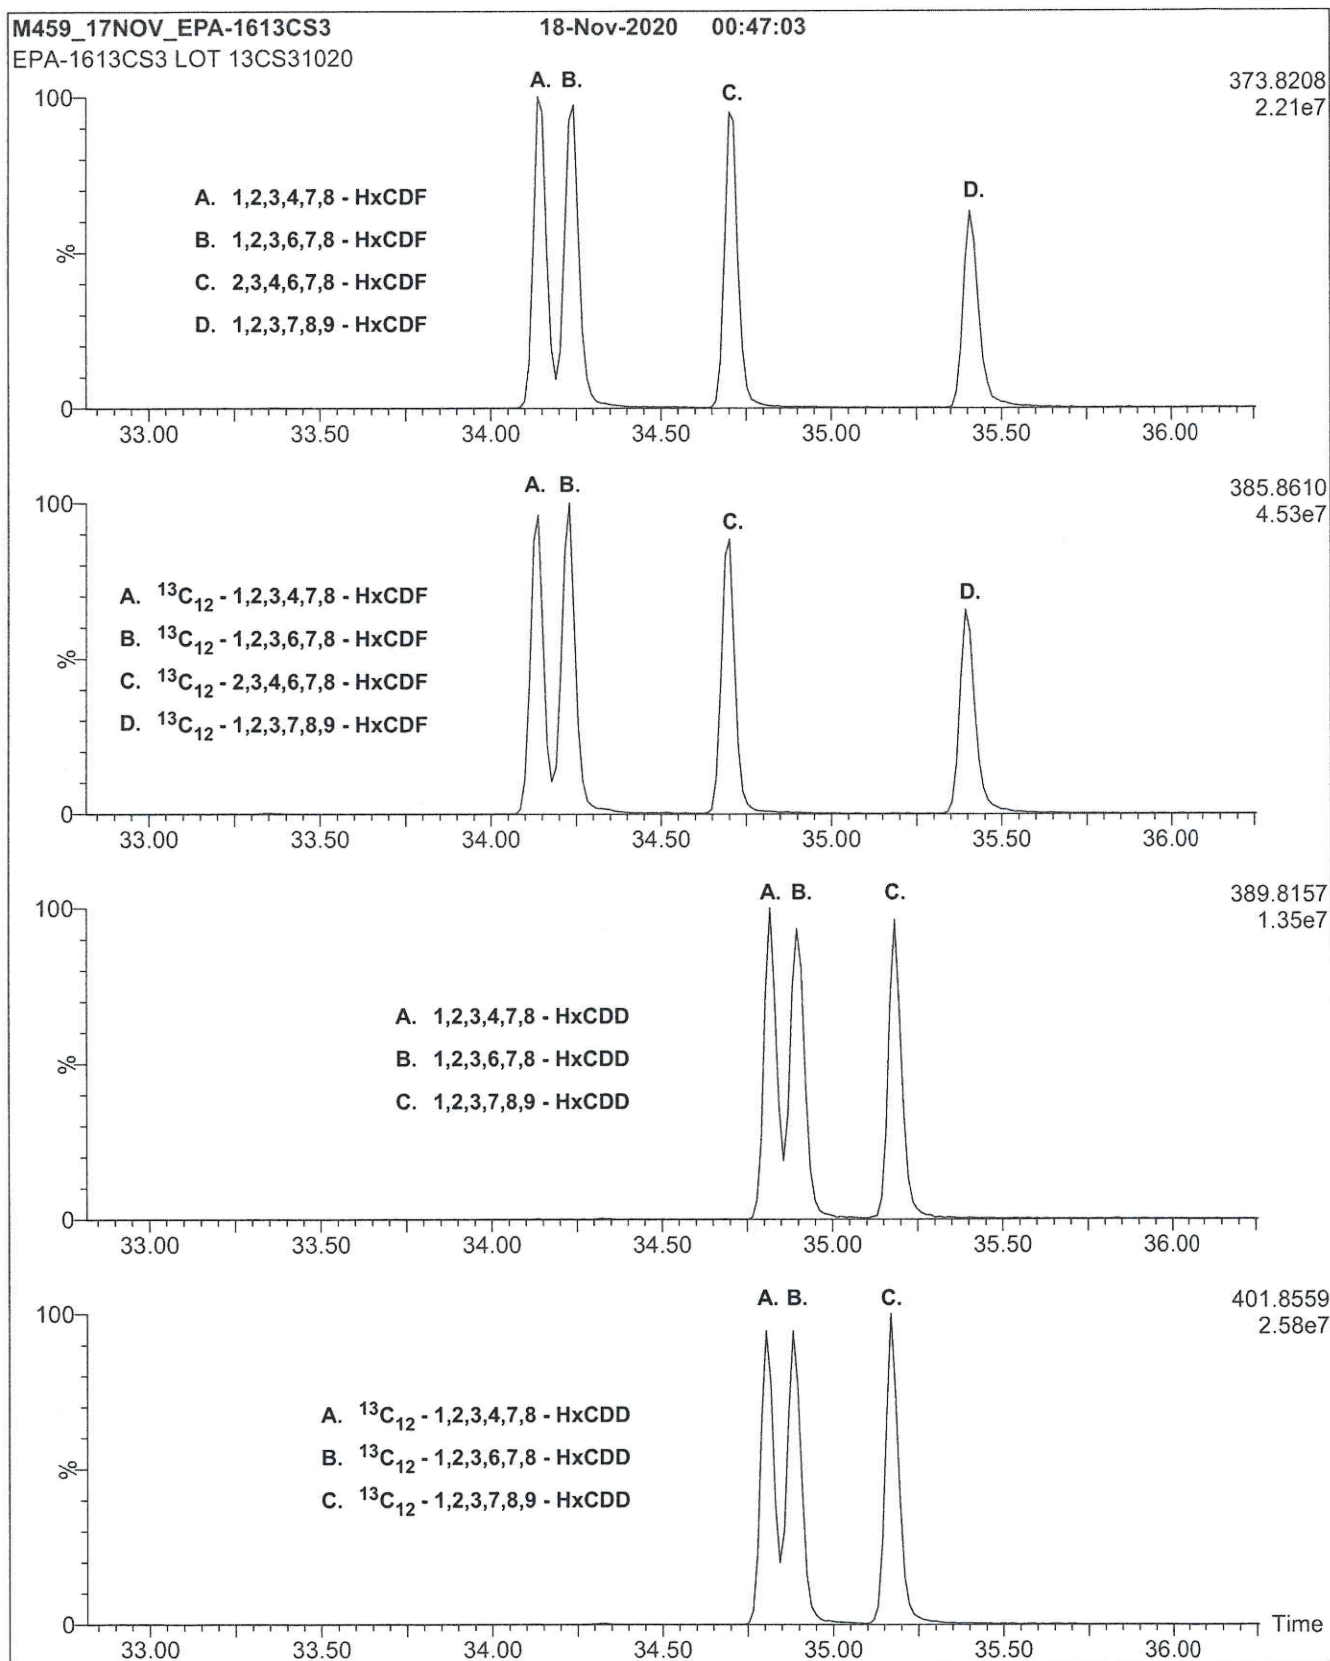 M459_17NOV_EPA-1613CS3 18-Nov-2020 00:47:03
EPA-1613CS3 LOT 13CS31020
373.8208
2.21e7
A. B. C. D.
100
%
0
A. 1,2,3,4,7,8 - HxCDF
B. 1,2,3,6,7,8 - HxCDF
C. 2,3,4,6,7,8 - HxCDF
D. 1,2,3,7,8,9 - HxCDF
33.00 33.50 34.00 34.50 35.00 35.50 36.00
385.8610
4.53e7
A. B. C. D.
100
%
0
A. ¹³C₁₂ - 1,2,3,4,7,8 - HxCDF
B. ¹³C₁₂ - 1,2,3,6,7,8 - HxCDF
C. ¹³C₁₂ - 2,3,4,6,7,8 - HxCDF
D. ¹³C₁₂ - 1,2,3,7,8,9 - HxCDF
33.00 33.50 34.00 34.50 35.00 35.50 36.00
389.8157
1.35e7
A. B. C.
100
%
0
A. 1,2,3,4,7,8 - HxCDD
B. 1,2,3,6,7,8 - HxCDD
C. 1,2,3,7,8,9 - HxCDD
33.00 33.50 34.00 34.50 35.00 35.50 36.00
401.8559
2.58e7
A. B. C.
100
%
0
A. ¹³C₁₂ - 1,2,3,4,7,8 - HxCDD
B. ¹³C₁₂ - 1,2,3,6,7,8 - HxCDD
C. ¹³C₁₂ - 1,2,3,7,8,9 - HxCDD
Time
33.00 33.50 34.00 34.50 35.00 35.50 36.00